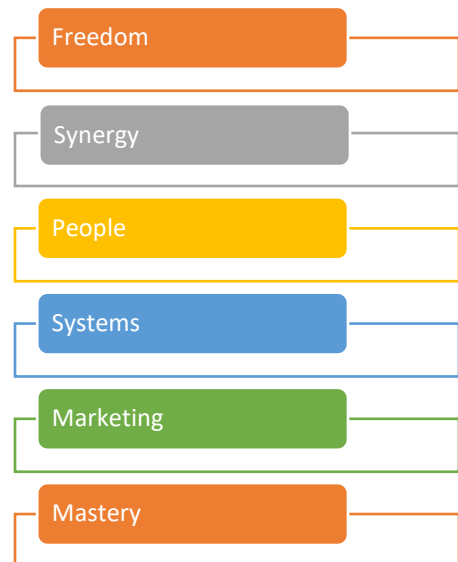 Freedom
Synergy
People
Systems
Marketing
Mastery